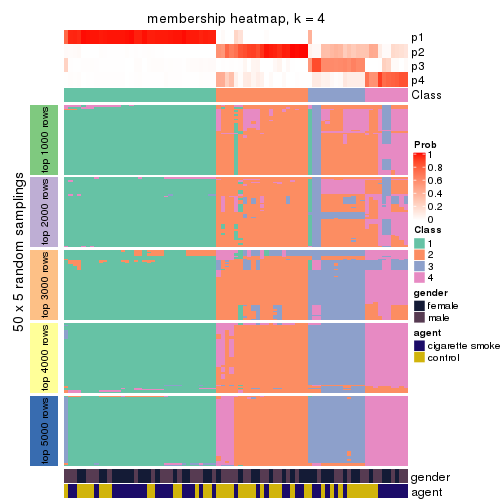 membership heatmap, k = 4
p1
p2
p3
p4
Class
50 x 5 random samplings
top 1000 rows
top 2000 rows
top 3000 rows
top 4000 rows
top 5000 rows
gender
agent
Prob
1
0.8
0.6
0.4
0.2
0
Class
1
2
3
4
gender
female
male
agent
cigarette smoke
control